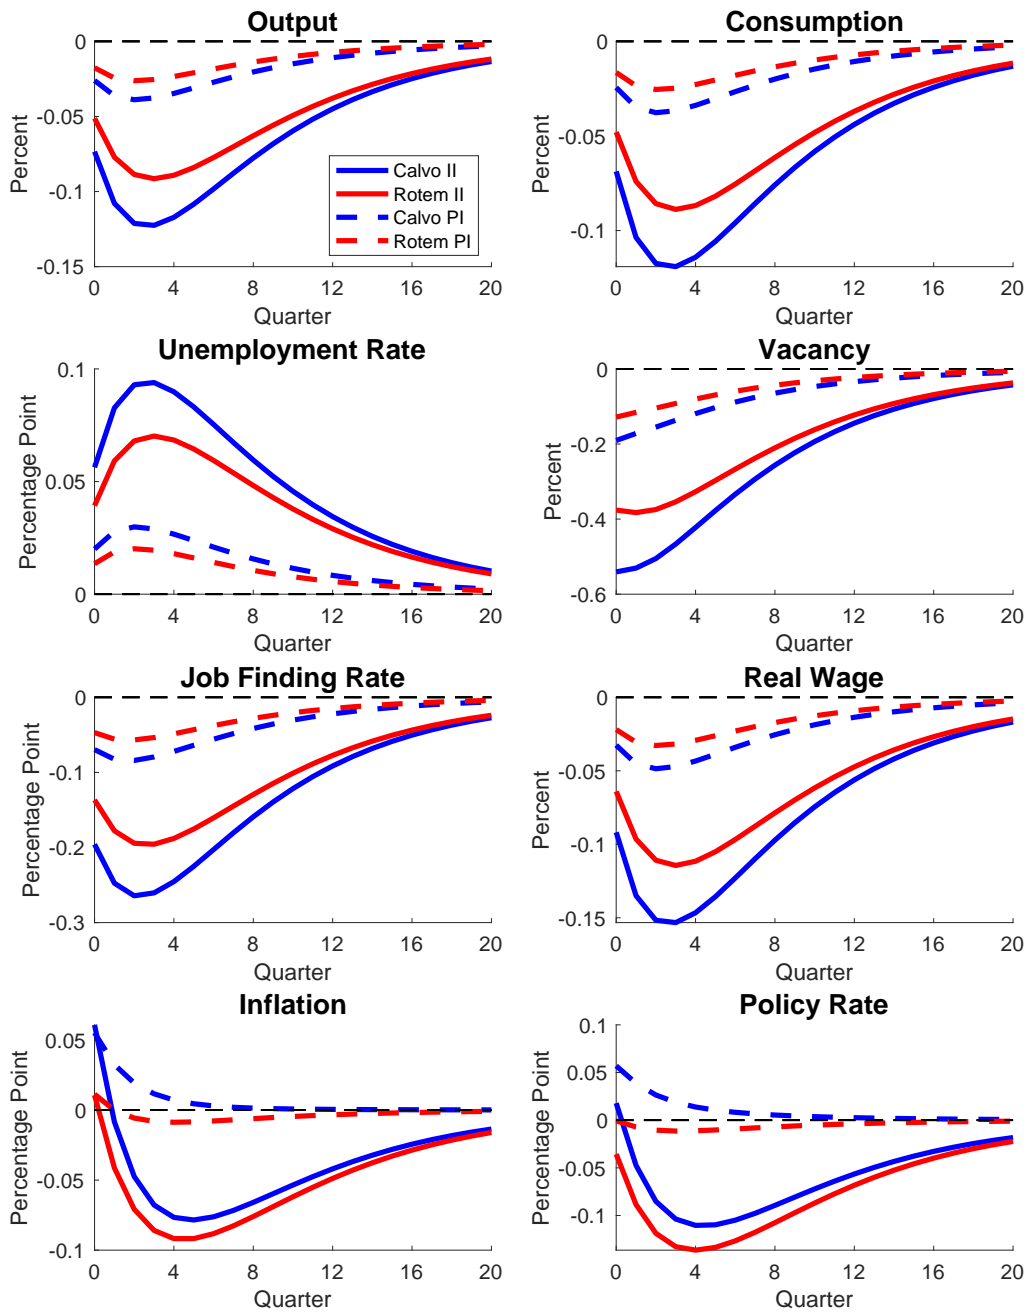 Output
Percent
0
-0.05
-0.1
-0.15
Calvo II
Rotem II
Calvo PI
Rotem PI
0 4 8 12 16 20
Quarter
Consumption
Percent
0
-0.05
-0.1
0 4 8 12 16 20
Quarter
Unemployment Rate
Percentage Point
0.1
0.05
0
0 4 8 12 16 20
Quarter
Vacancy
Percent
0
-0.2
-0.4
-0.6
0 4 8 12 16 20
Quarter
Job Finding Rate
Percentage Point
0
-0.1
-0.2
-0.3
0 4 8 12 16 20
Quarter
Real Wage
Percent
0
-0.05
-0.1
-0.15
0 4 8 12 16 20
Quarter
Inflation
Percentage Point
0.05
0
-0.05
-0.1
0 4 8 12 16 20
Quarter
Policy Rate
Percentage Point
0.1
0.05
0
-0.05
-0.1
0 4 8 12 16 20
Quarter